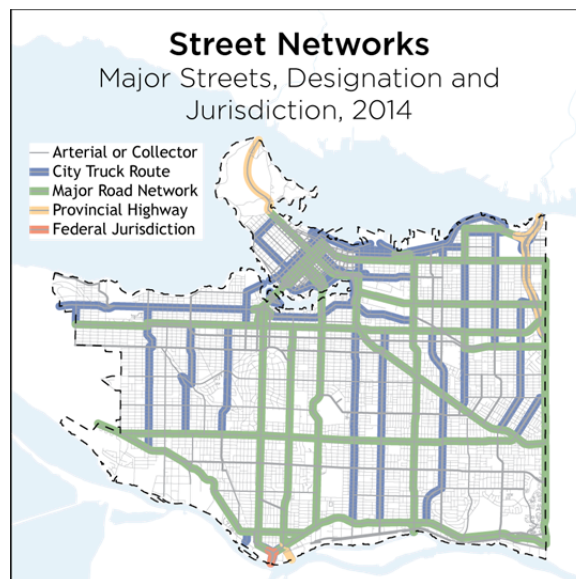 Street Networks
Major Streets, Designation and
Jurisdiction, 2014
Arterial or Collector
City Truck Route
Major Road Network
Provincial Highway
Federal Jurisdiction